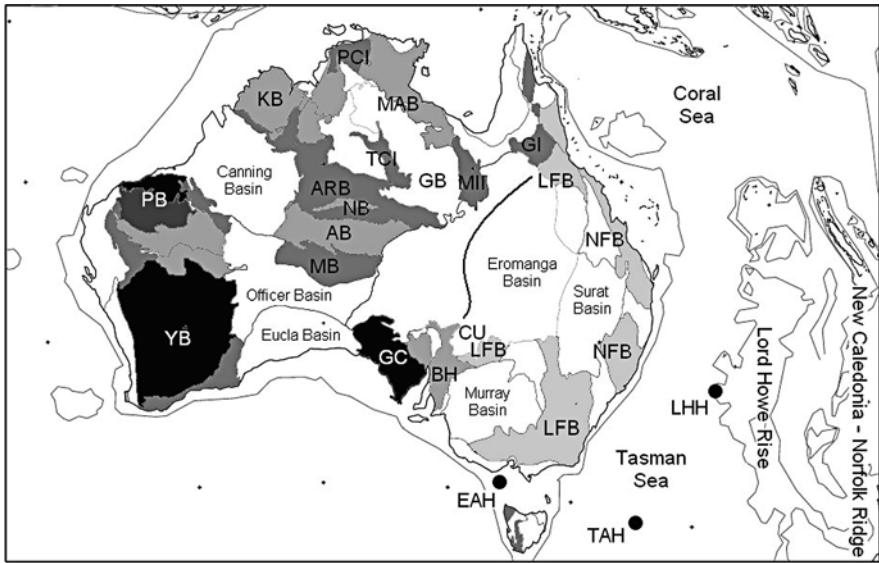 PCI
KB
MAB
Coral
Sea
TCI
GI
Canning
Basin
GB
MII
LFB
PB
ARB
NB
NFB
AB
Eromanga
Basin
MB
Surat
Basin
Officer Basin
YB
Eucla Basin
CU
LFB
NFB
GC
BH
Murray
Basin
LFB
LHH
Lord Howe Rise
New Caledonia - Norfolk Ridge
Tasman
Sea
EAH
TAH